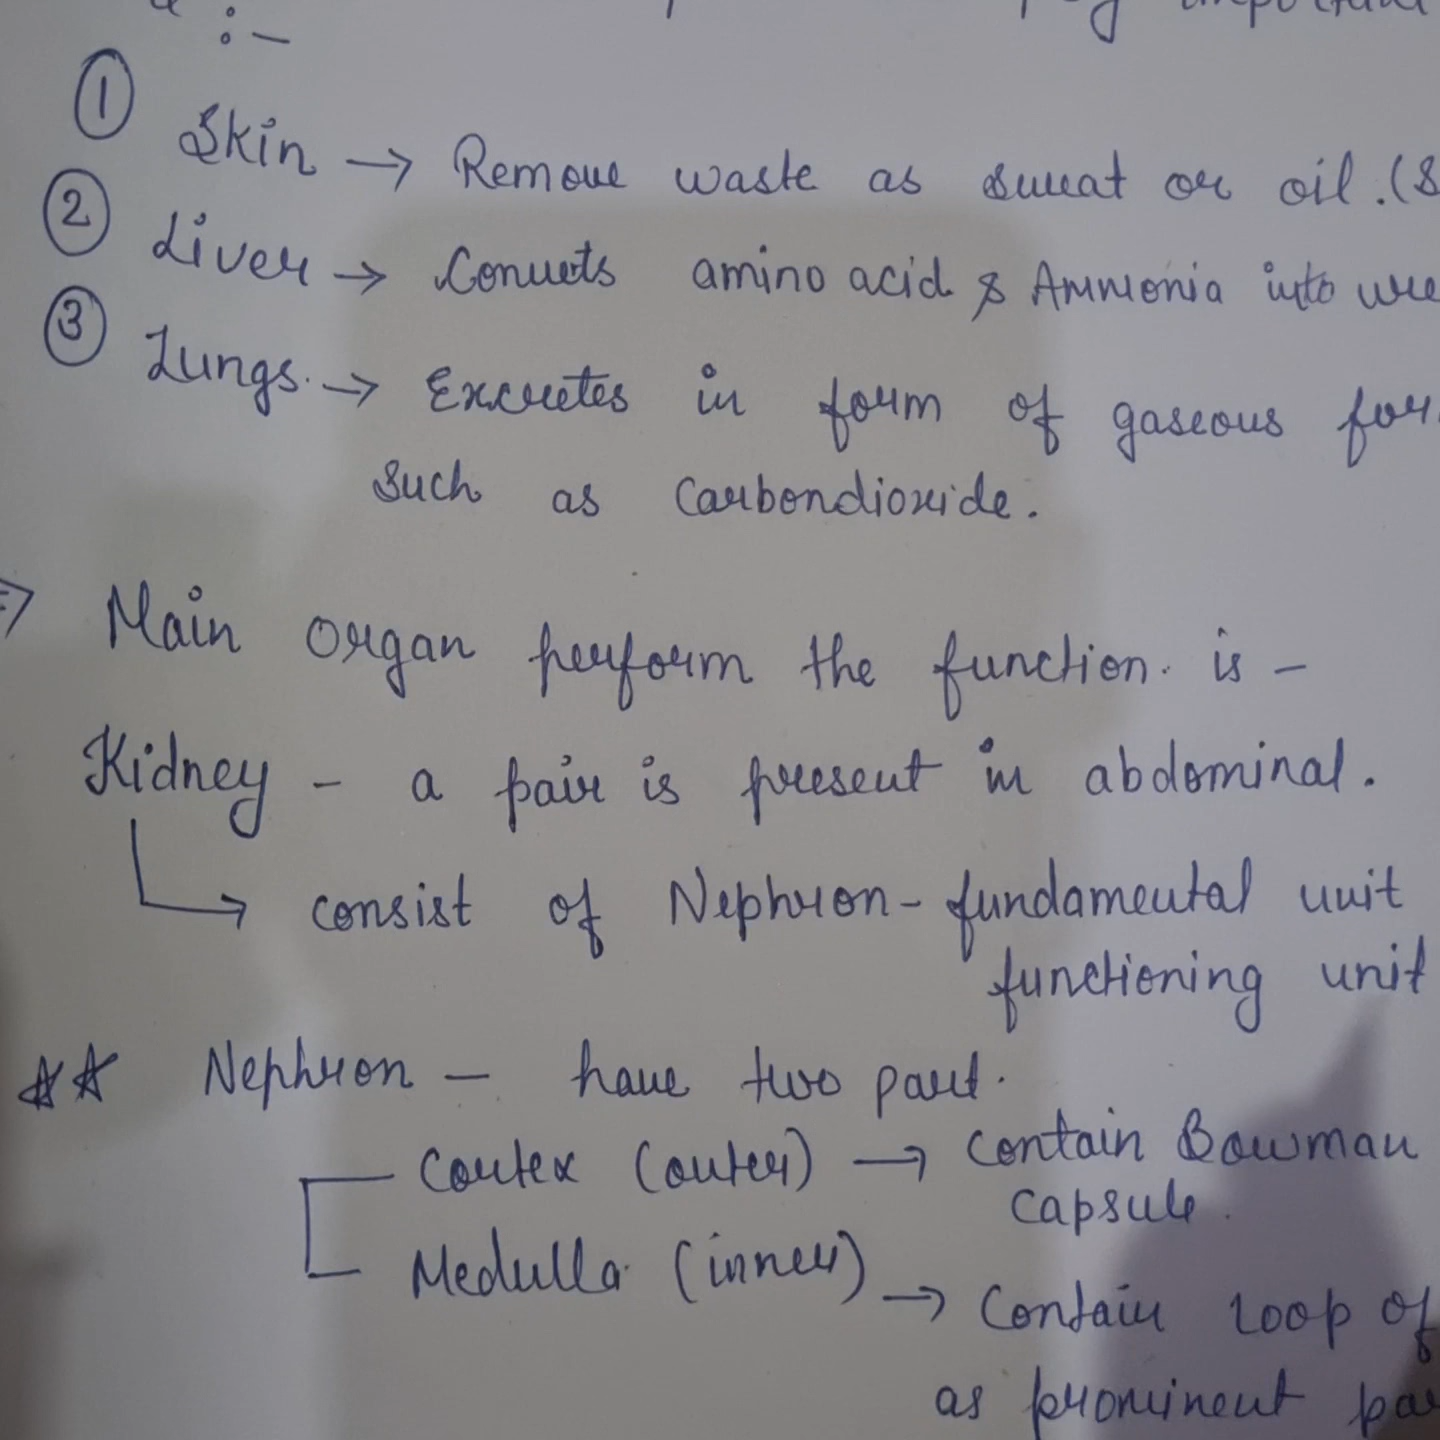 :-
① Skin → Remove waste as sweat or oil. (S
② Liver → Converts amino acid & Ammonia into ure
③ Lungs. → Excretes in form of gaseous for
such as Carbondioxide.
⇒ Main organ perform the function. is -
Kidney - a pair is present in abdominal.
↳ consist of Nephron - fundamental unit
functioning unit
☆☆ Nephron - have two part.
Cortex (outer) → contain Bowman
capsule.
Medulla (inner)
→ Contain loop of
as prominent pa